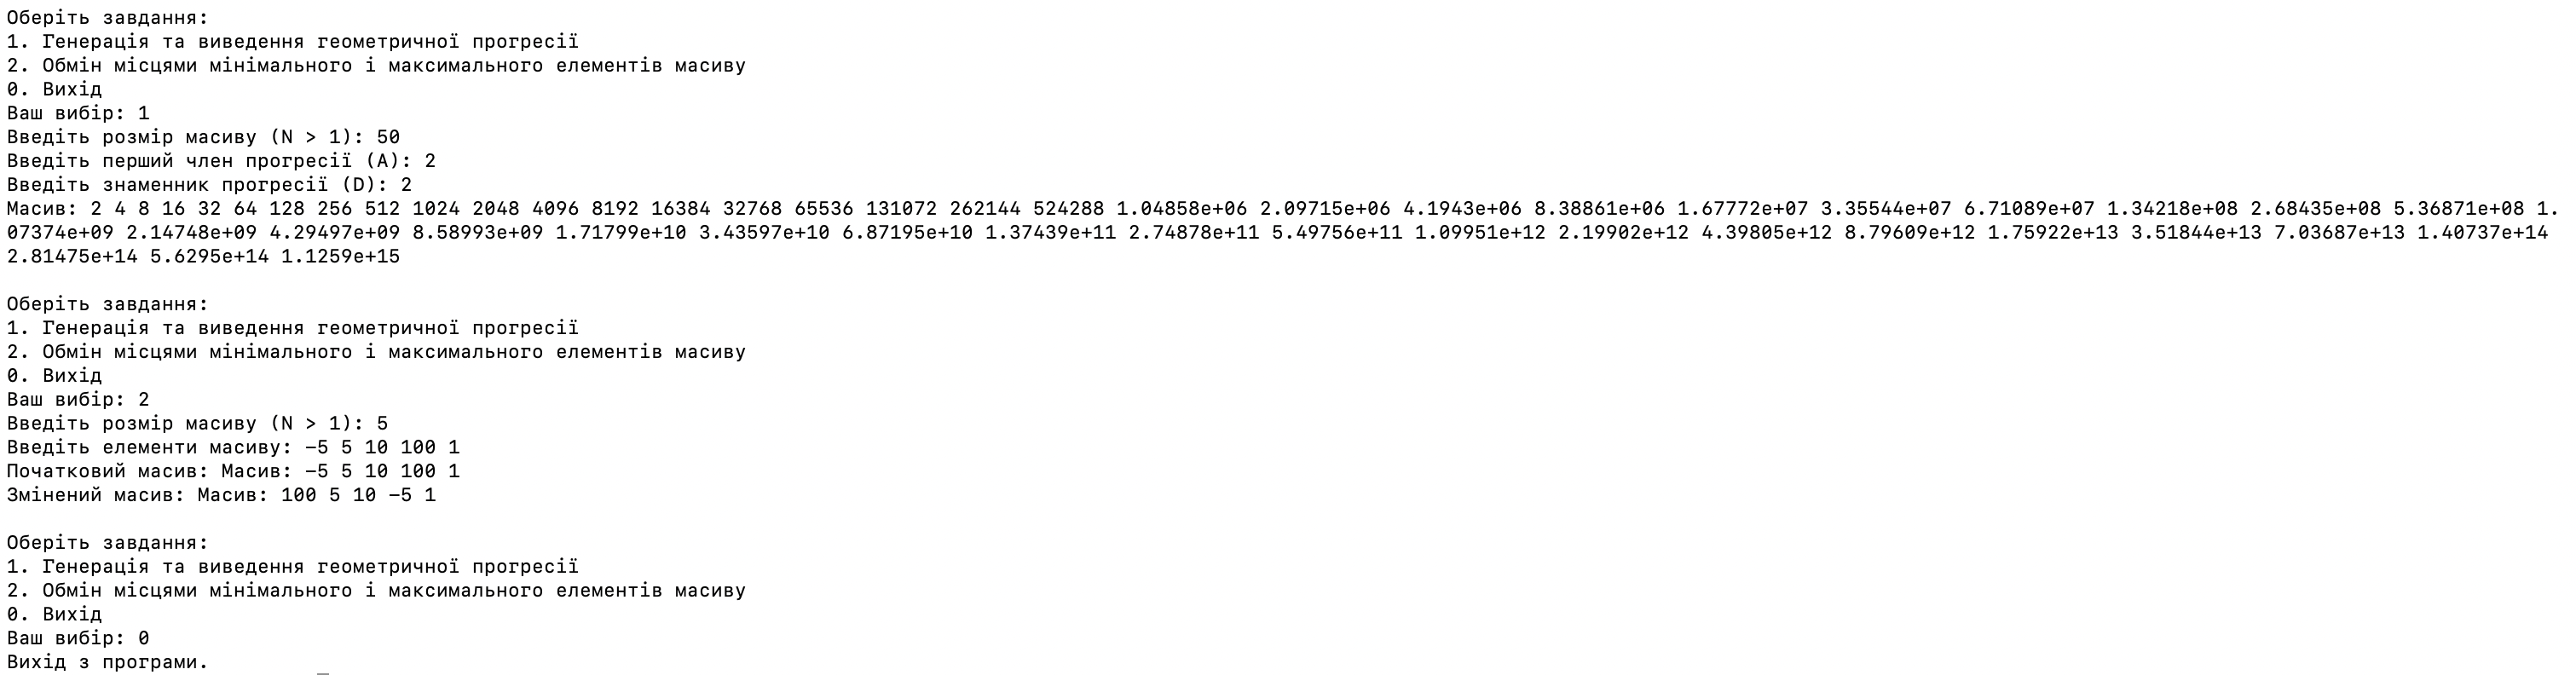 Оберіть завдання:
1. Генерація та виведення геометричної прогресії
2. Обмін місцями мінімального і максимального елементів масиву
0. Вихід
Ваш вибір: 1
Введіть розмір масиву (N > 1): 50
Введіть перший член прогресії (A): 2
Введіть знаменник прогресії (D): 2
Масив: 2 4 8 16 32 64 128 256 512 1024 2048 4096 8192 16384 32768 65536 131072 262144 524288 1.04858e+06 2.09715e+06 4.1943e+06 8.38861e+06 1.67772e+07 3.35544e+07 6.71089e+07 1.34218e+08 2.68435e+08 5.36871e+08 1.
07374e+09 2.14748e+09 4.29497e+09 8.58993e+09 1.71799e+10 3.43597e+10 6.87195e+10 1.37439e+11 2.74878e+11 5.49756e+11 1.09951e+12 2.19902e+12 4.39805e+12 8.79609e+12 1.75922e+13 3.51844e+13 7.03687e+13 1.40737e+14
2.81475e+14 5.6295e+14 1.1259e+15
Оберіть завдання:
1. Генерація та виведення геометричної прогресії
2. Обмін місцями мінімального і максимального елементів масиву
0. Вихід
Ваш вибір: 2
Введіть розмір масиву (N > 1): 5
Введіть елементи масиву: -5 5 10 100 1
Початковий масив: Масив: -5 5 10 100 1
Змінений масив: Масив: 100 5 10 -5 1
Оберіть завдання:
1. Генерація та виведення геометричної прогресії
2. Обмін місцями мінімального і максимального елементів масиву
0. Вихід
Ваш вибір: 0
Вихід з програми.